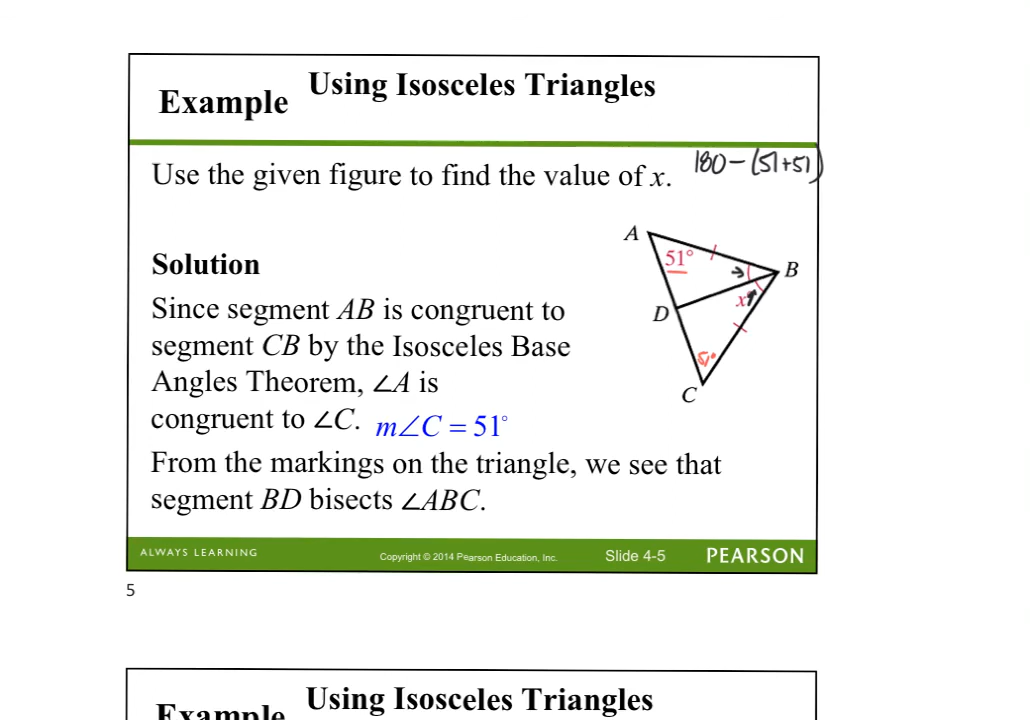 Using Isosceles Triangles
Example
180-(51+51)
Use the given figure to find the value of x.
A
51°
B
Solution
x°
D
Since segment AB is congruent to
segment CB by the Isosceles Base
Angles Theorem, ∠A is
C
congruent to ∠C. m∠C = 51°
From the markings on the triangle, we see that
segment BD bisects ∠ABC.
ALWAYS LEARNING
Copyright © 2014 Pearson Education, Inc.
Slide 4-5
PEARSON
5
Using Isosceles Triangles
Example